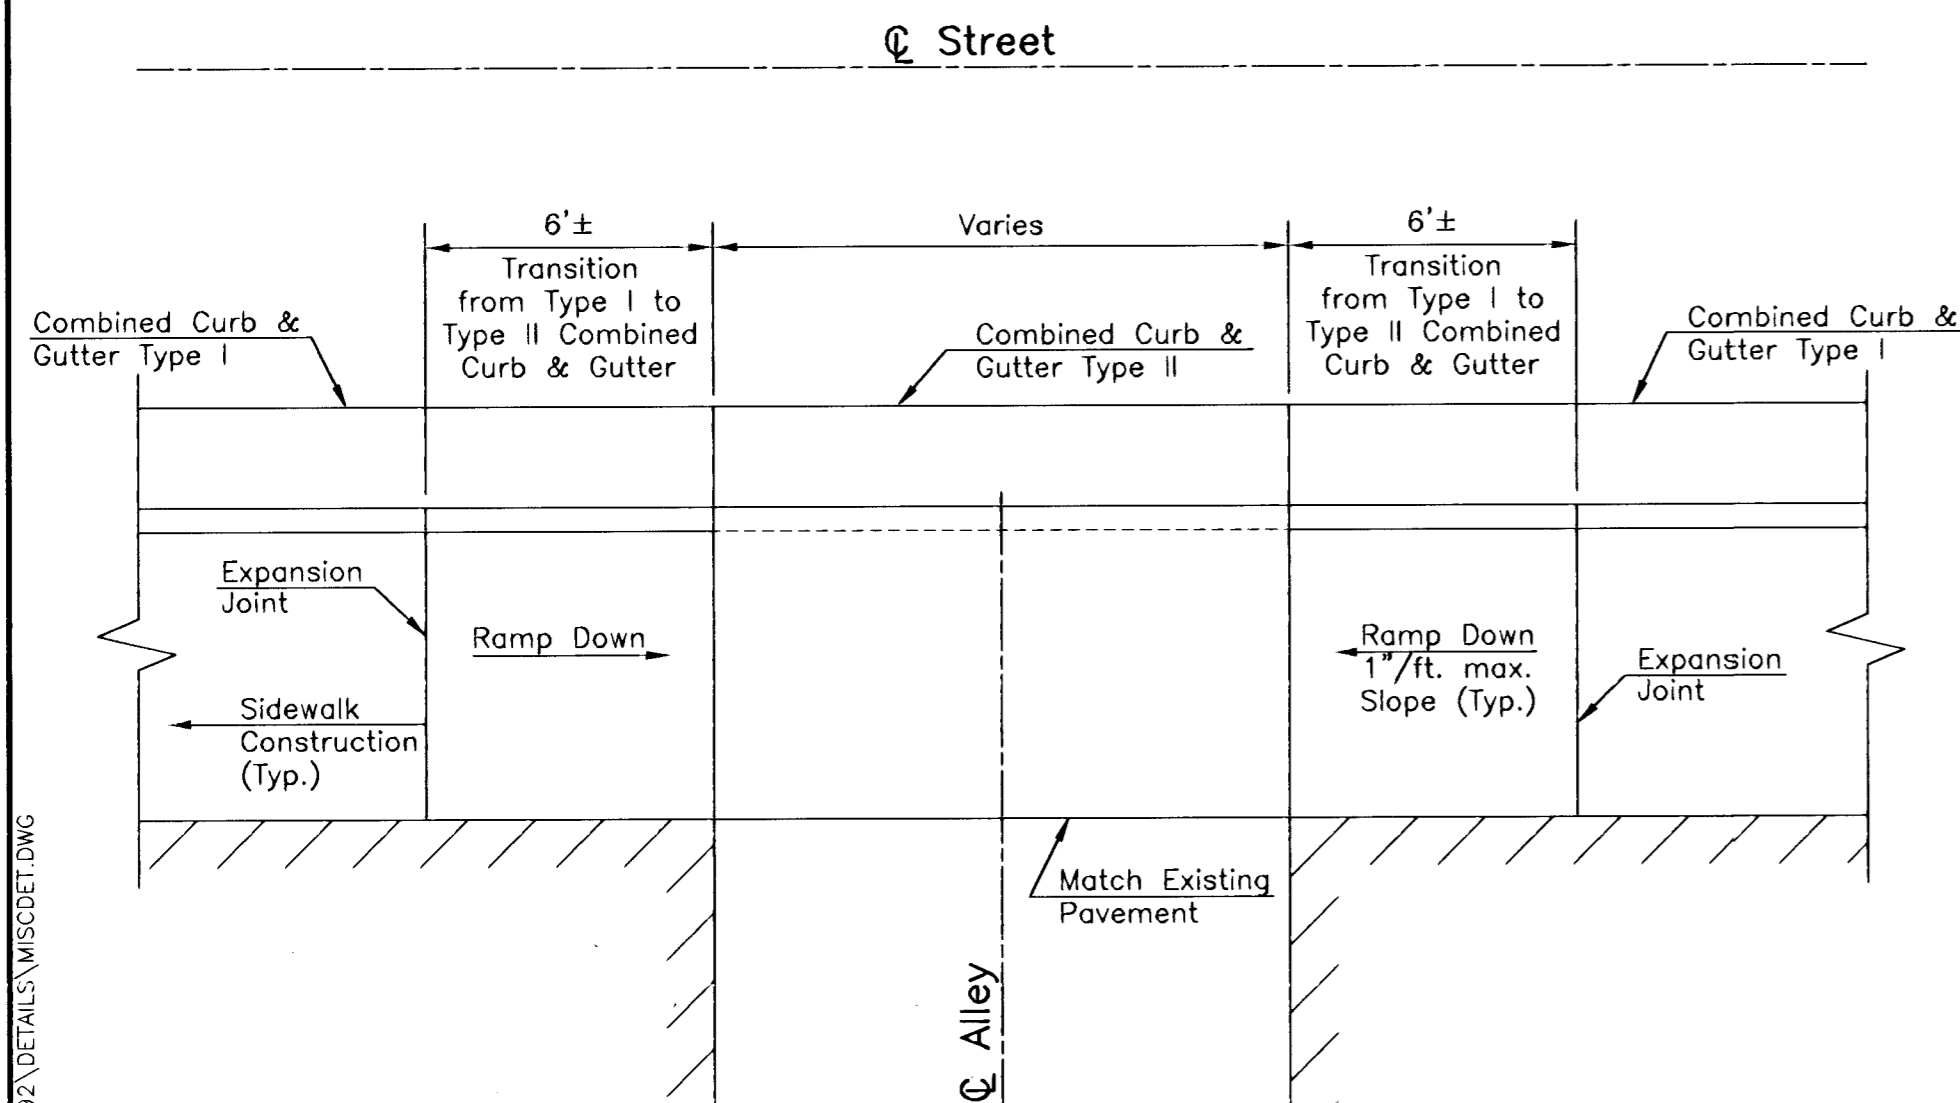 ℄ Street
6'±
Varies
6'±
Transition
from Type I to
Type II Combined
Curb & Gutter
Transition
from Type I to
Type II Combined
Curb & Gutter
Combined Curb &
Gutter Type I
Combined Curb &
Gutter Type II
Combined Curb &
Gutter Type I
Expansion
Joint
Ramp Down
Ramp Down
1"/ft. max.
Slope (Typ.)
Expansion
Joint
Sidewalk
Construction
(Typ.)
Match Existing
Pavement
℄ Alley
92\DETAILS\MISCDET.DWG